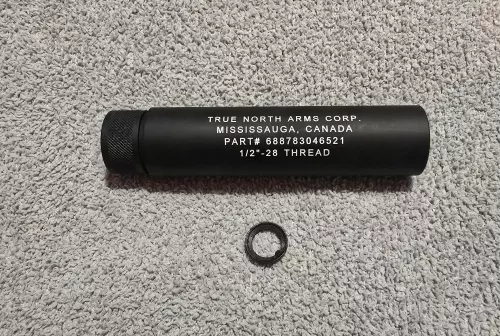 TRUE NORTH ARMS CORP.
MISSISSAUGA, CANADA
PART# 688783046521
1/2"-28 THREAD